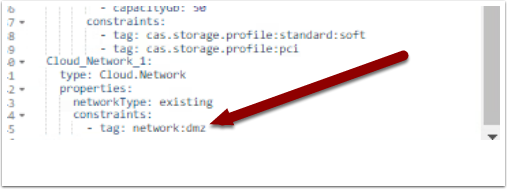 6 - capacityGb: 50
7 constraints:
8 - tag: cas.storage.profile:standard:soft
9 - tag: cas.storage.profile:pci
0 Cloud_Network_1:
1 type: Cloud.Network
2 properties:
3 networkType: existing
4 constraints:
5 - tag: network:dmz